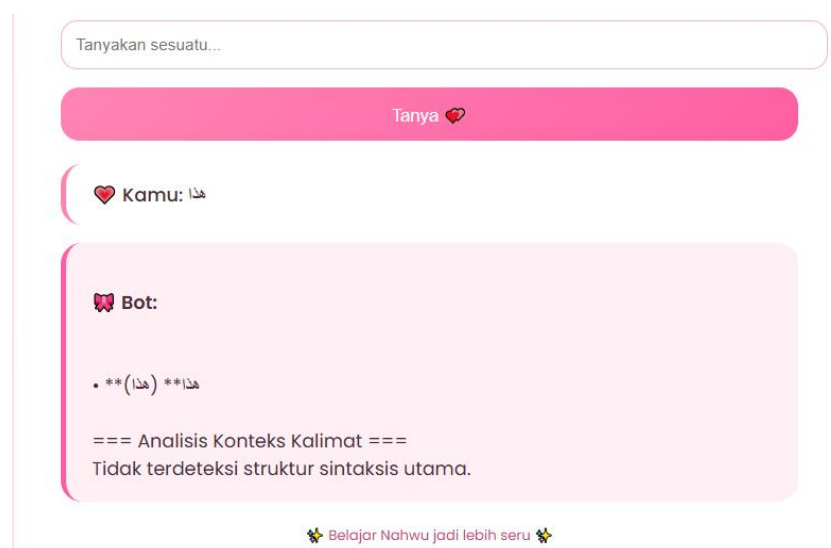 Tanyakan sesuatu...
Tanya 💞
💗 Kamu: هذا
🎀 Bot:
• **هذا** (هذا)
=== Analisis Konteks Kalimat ===
Tidak terdeteksi struktur sintaksis utama.
✨ Belajar Nahwu jadi lebih seru ✨